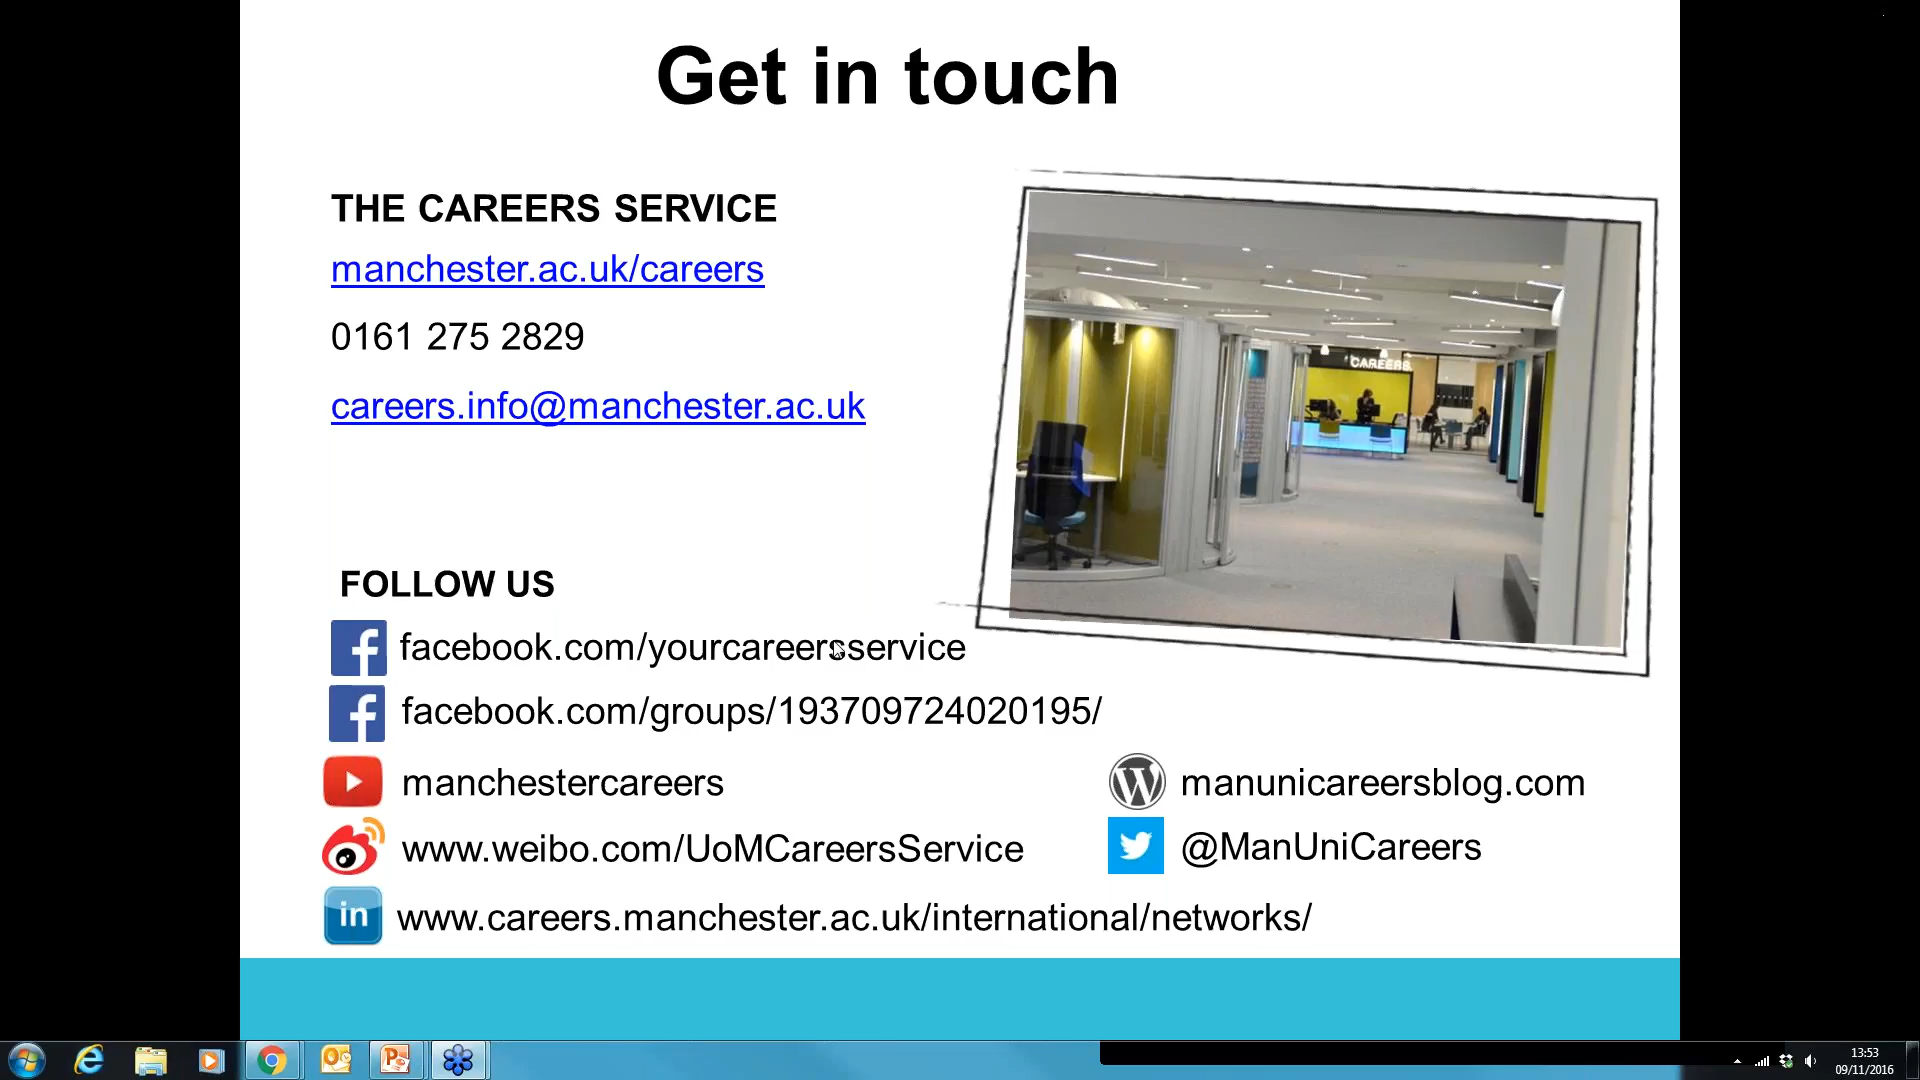 Get in touch
THE CAREERS SERVICE
manchester.ac.uk/careers
0161 275 2829
careers.info@manchester.ac.uk
CAREERS
FOLLOW US
facebook.com/yourcareersservice
facebook.com/groups/193709724020195/
manchestercareers
manunicareersblog.com
www.weibo.com/UoMCareersService
@ManUniCareers
in www.careers.manchester.ac.uk/international/networks/
13:53
09/11/2016